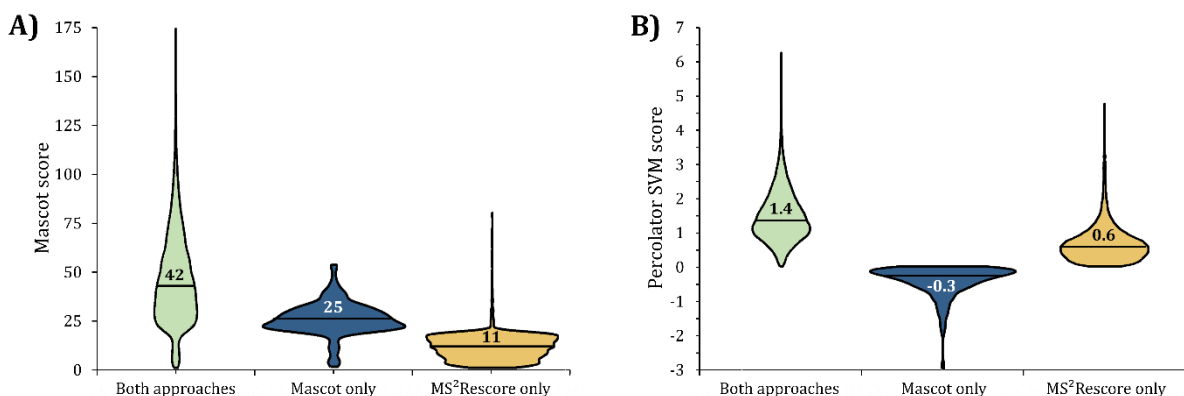 A)
Mascot score
175
150
125
100
75
50
25
0
42
25
11
Both approaches
Mascot only
MS²Rescore only
B)
Percolator SVM score
7
6
5
4
3
2
1
0
-1
-2
-3
1.4
-0.3
0.6
Both approaches
Mascot only
MS²Rescore only